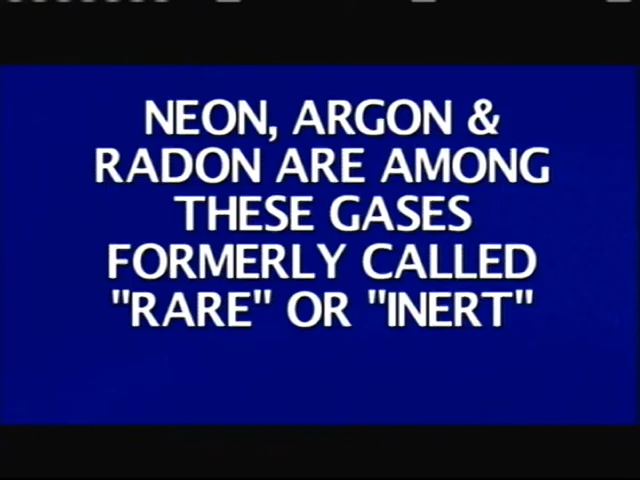 NEON, ARGON &
RADON ARE AMONG
THESE GASES
FORMERLY CALLED
"RARE" OR "INERT"